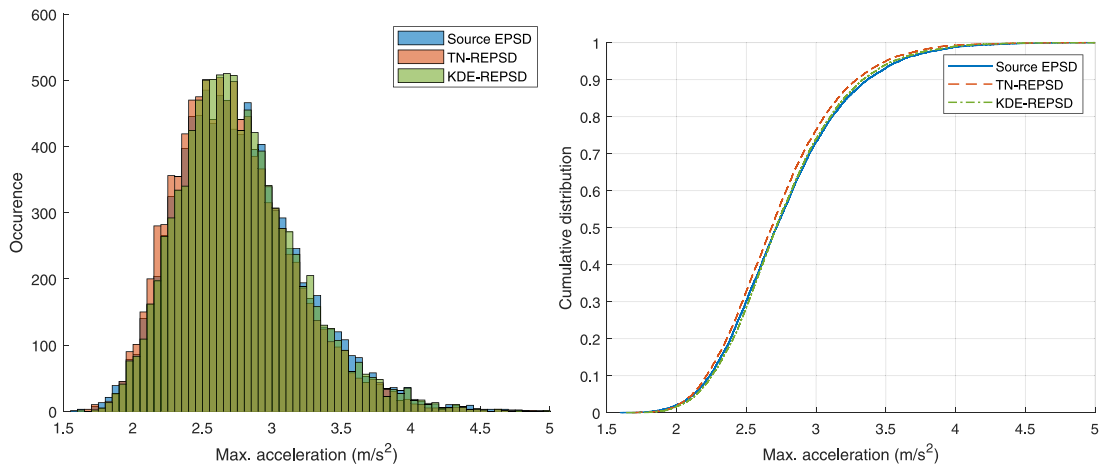 600
500
400
300
200
100
0
Occurence
1.5 2 2.5 3 3.5 4 4.5 5
Max. acceleration (m/s²)
Source EPSD
TN-REPSD
KDE-REPSD
1
0.9
0.8
0.7
0.6
0.5
0.4
0.3
0.2
0.1
0
Cumulative distribution
1.5 2 2.5 3 3.5 4 4.5 5
Max. acceleration (m/s²)
Source EPSD
TN-REPSD
KDE-REPSD